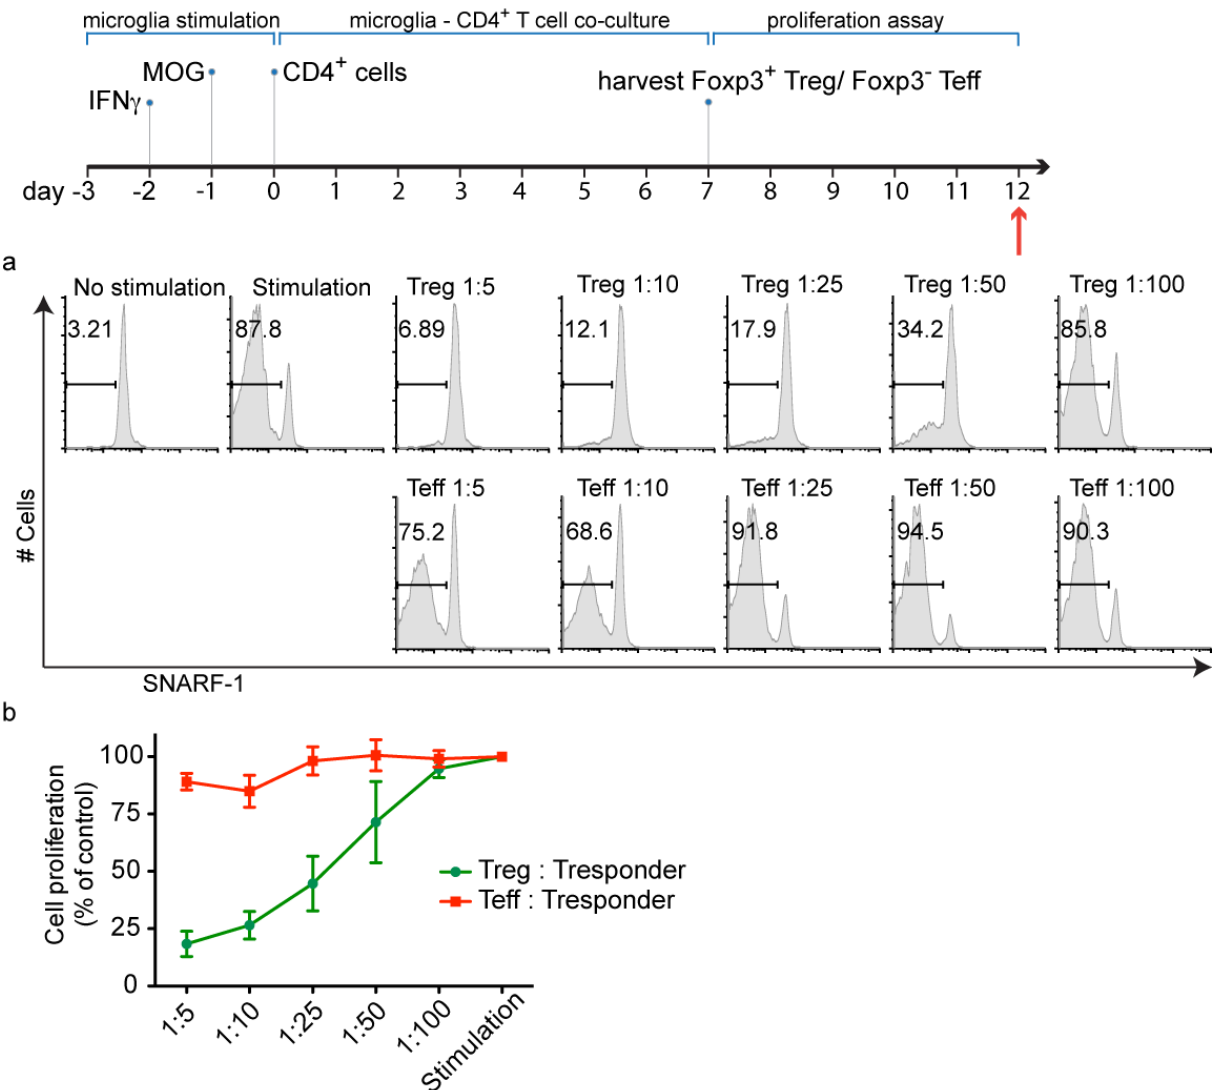 microglia stimulation microglia - CD4⁺ T cell co-culture proliferation assay
MOG CD4⁺ cells harvest Foxp3⁺ Treg/ Foxp3⁻ Teff
IFNγ
day -3 -2 -1 0 1 2 3 4 5 6 7 8 9 10 11 12
a
No stimulation Stimulation Treg 1:5 Treg 1:10 Treg 1:25 Treg 1:50 Treg 1:100
3.21 87.8 6.89 12.1 17.9 34.2 85.8
Teff 1:5 Teff 1:10 Teff 1:25 Teff 1:50 Teff 1:100
75.2 68.6 91.8 94.5 90.3
# Cells
SNARF-1
b
Cell proliferation
(% of control)
100
75
50
25
0
Treg : Tresponder
Teff : Tresponder
1:5 1:10 1:25 1:50 1:100 Stimulation